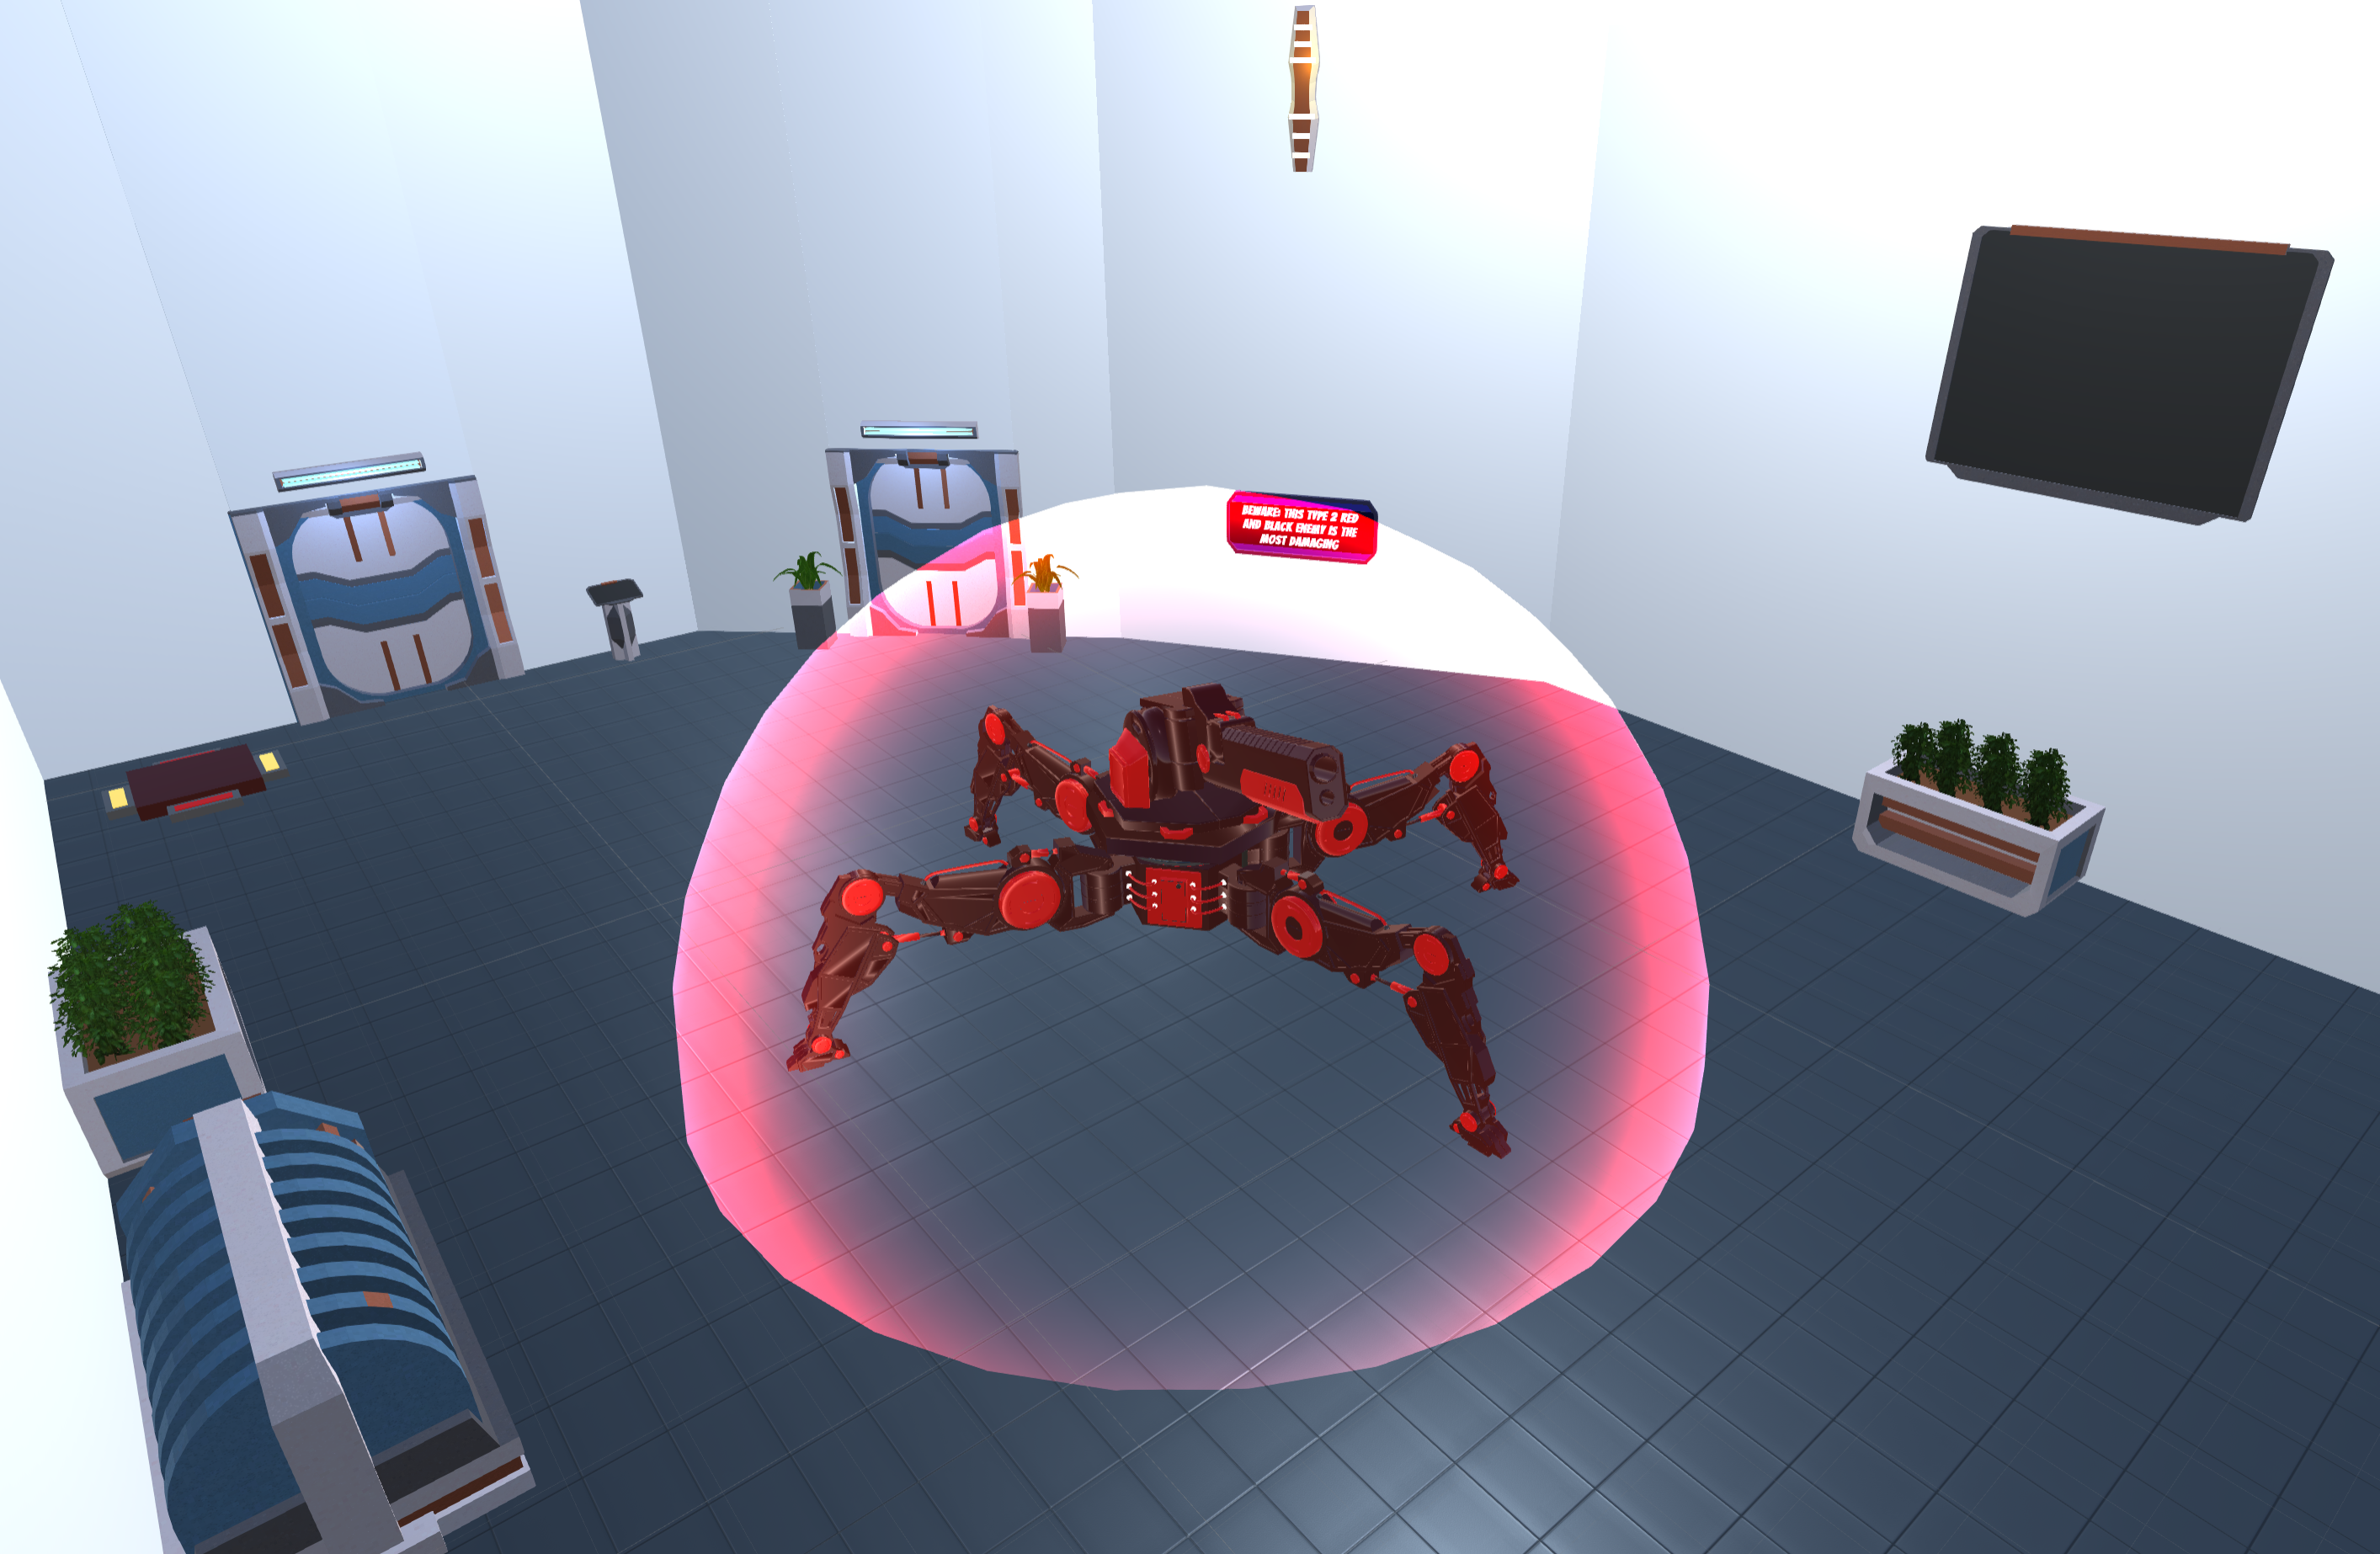 BEWARE: THIS TYPE 2 RED
AND BLACK ENEMY IS THE
MOST DAMAGING